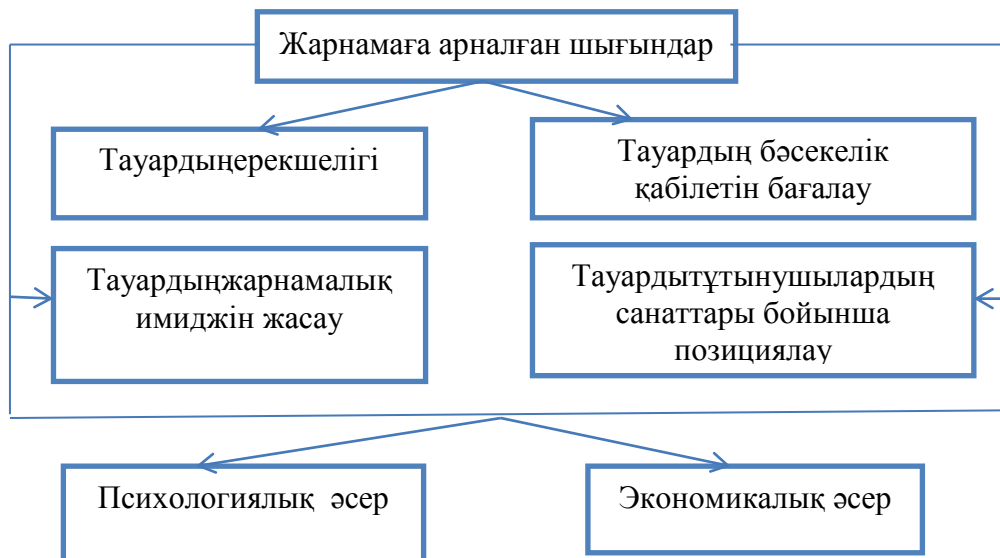 Жарнамаға арналған шығындар
Тауардыңерекшелігі
Тауардың бәсекелік
қабілетін бағалау
Тауардыңжарнамалық
имиджін жасау
Тауардытұтынушылардың
санаттары бойынша
позициялау
Психологиялық әсер
Экономикалық әсер